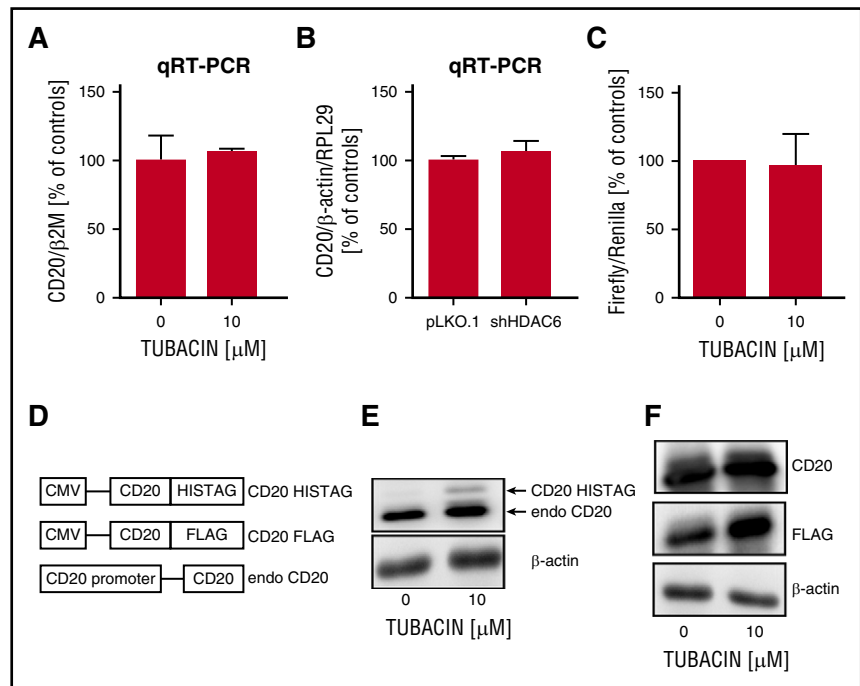 A
qRT-PCR
CD20/β2M [% of controls]
150
100
50
0
0
10
TUBACIN [μM]
B
qRT-PCR
CD20/β-actin/RPL29
[% of controls]
150
100
50
0
pLKO.1
shHDAC6
C
Firefly/Renilla [% of controls]
150
100
50
0
0
10
TUBACIN [μM]
D
CMV CD20 HISTAG CD20 HISTAG
CMV CD20 FLAG CD20 FLAG
CD20 promoter CD20 endo CD20
E
CD20 HISTAG
endo CD20
β-actin
0
10
TUBACIN [μM]
F
CD20
FLAG
β-actin
0
10
TUBACIN [μM]